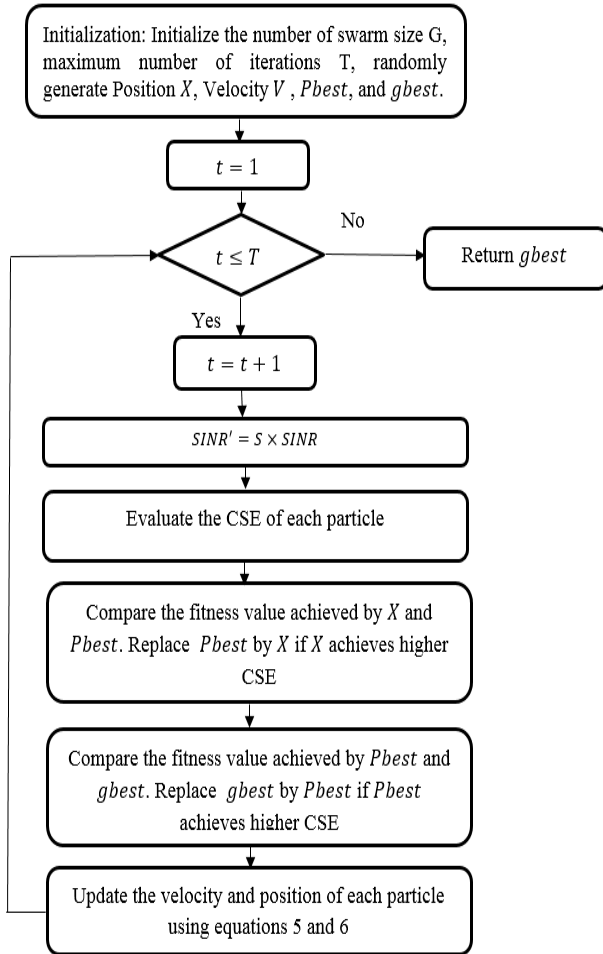 Initialization: Initialize the number of swarm size G,
maximum number of iterations T, randomly
generate Position X, Velocity V , Pbest, and gbest.
t = 1
No
t ≤ T
Return gbest
Yes
t = t + 1
SINR′ = S × SINR
Evaluate the CSE of each particle
Compare the fitness value achieved by X and
Pbest. Replace Pbest by X if X achieves higher
CSE
Compare the fitness value achieved by Pbest and
gbest. Replace gbest by Pbest if Pbest
achieves higher CSE
Update the velocity and position of each particle
using equations 5 and 6